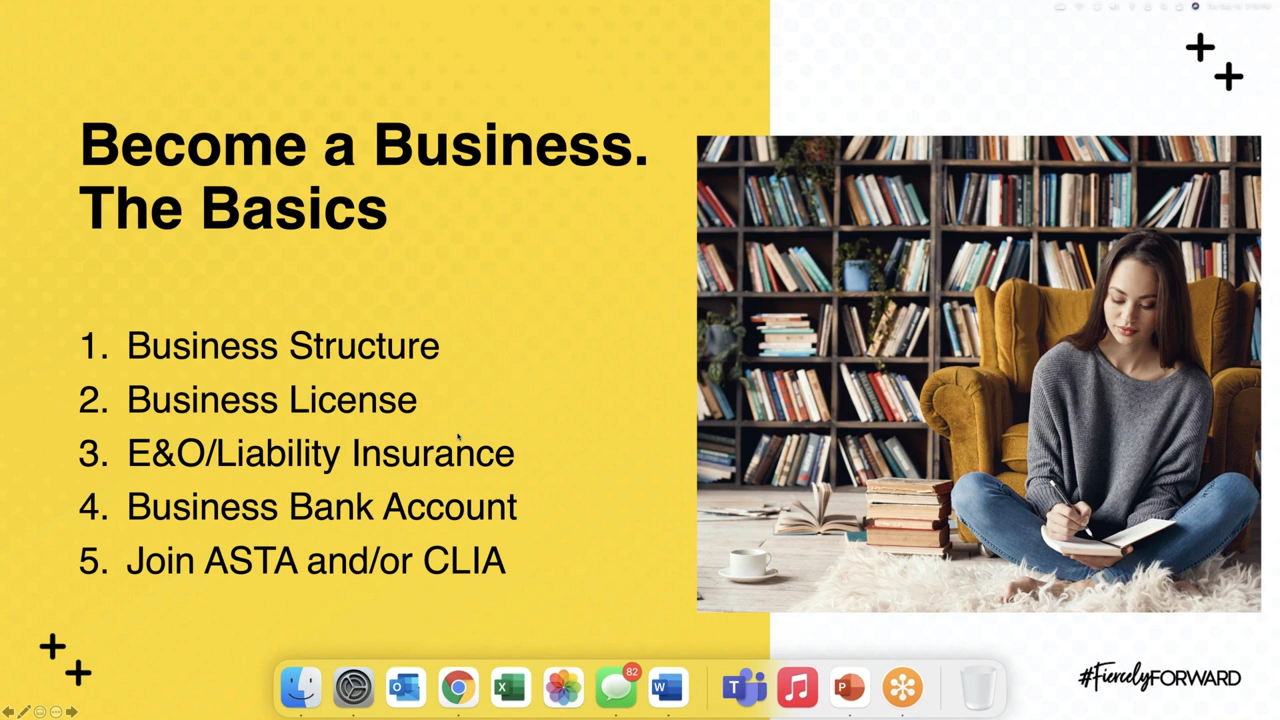 Become a Business.
The Basics
1. Business Structure
2. Business License
3. E&O/Liability Insurance
4. Business Bank Account
5. Join ASTA and/or CLIA
82
#FiercelyFORWARD